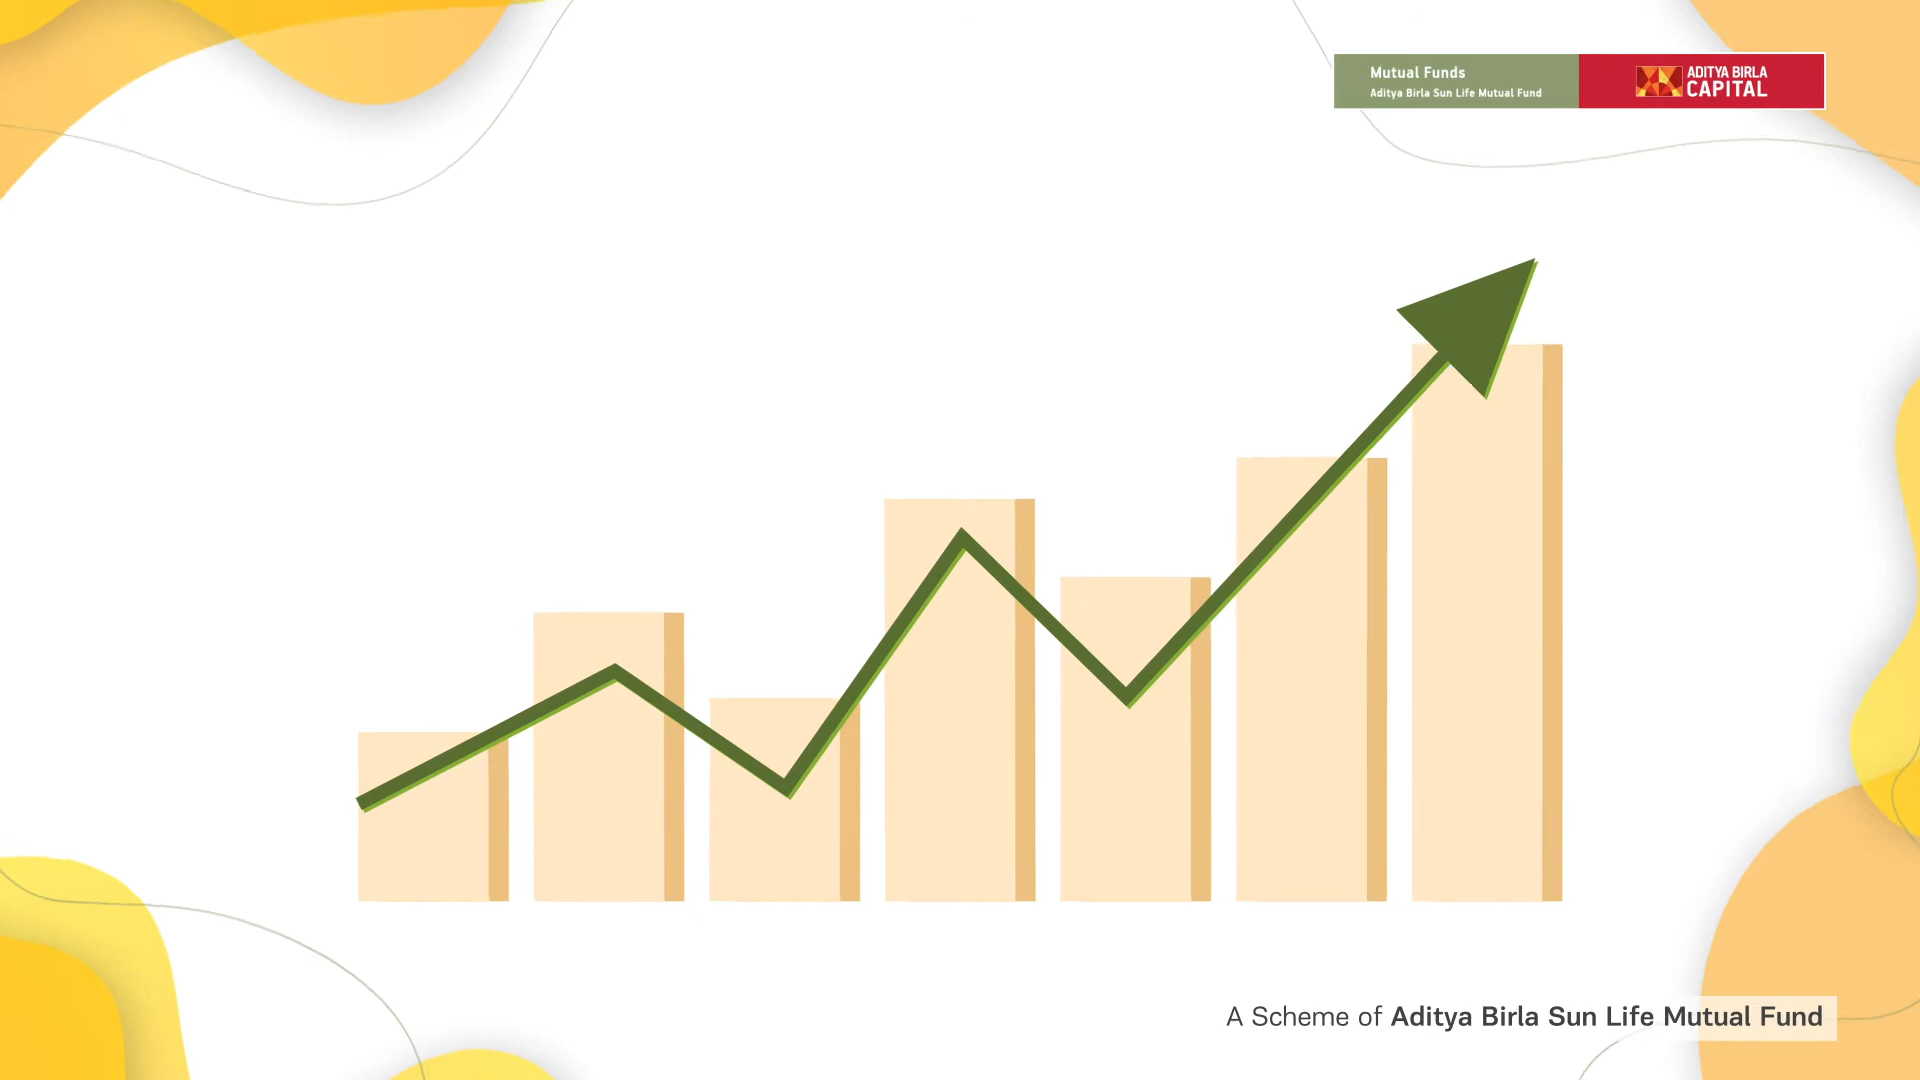 Mutual Funds
Aditya Birla Sun Life Mutual Fund
ADITYA BIRLA
CAPITAL
A Scheme of Aditya Birla Sun Life Mutual Fund